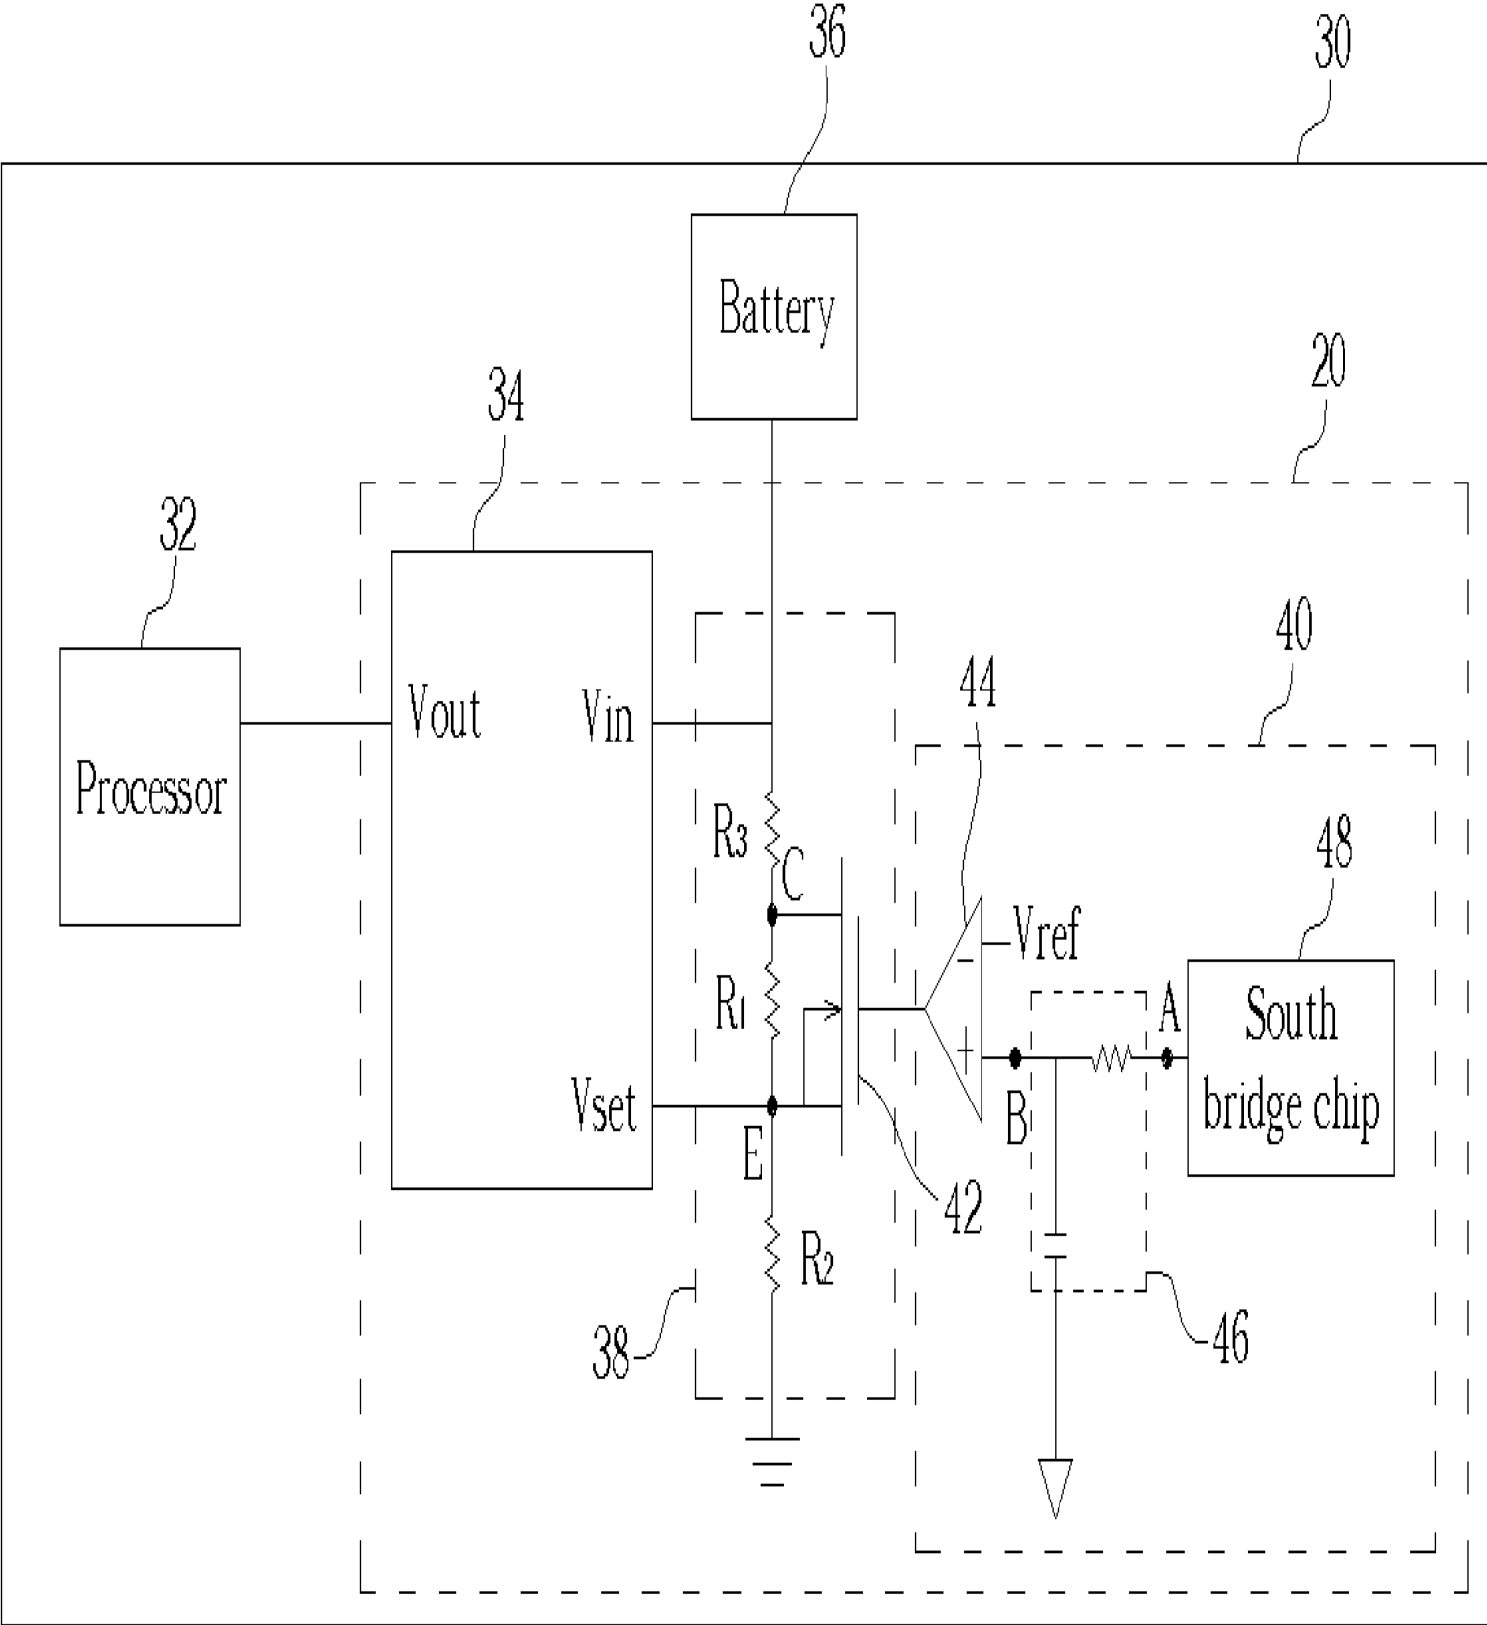 36
30
Battery
20
34
32
40
44
Vout
Vin
Processor
R3
C
48
Vref
R1
A
South
bridge chip
Vset
B
E
42
R2
46
38